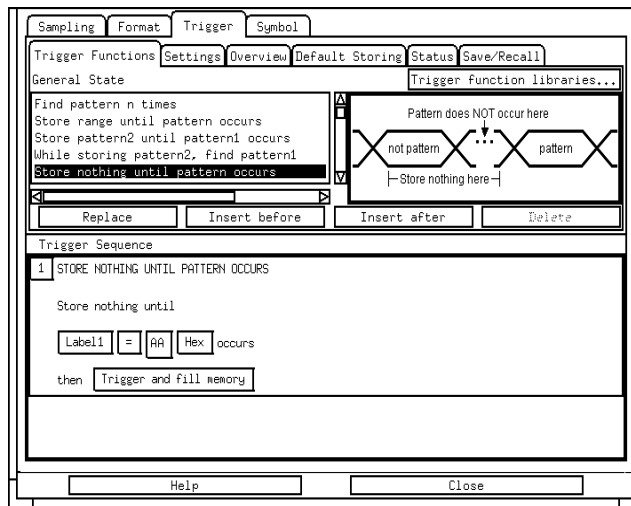 Sampling Format Trigger Symbol
Trigger Functions Settings Overview Default Storing Status Save/Recall
General State Trigger function libraries...
Find pattern n times
Store range until pattern occurs
Store pattern2 until pattern1 occurs
While storing pattern2, find pattern1
Store nothing until pattern occurs
Pattern does NOT occur here
not pattern ... pattern
Store nothing here
Replace Insert before Insert after Delete
Trigger Sequence
1 STORE NOTHING UNTIL PATTERN OCCURS
Store nothing until
Label1 = AA Hex occurs
then Trigger and fill memory
Help Close